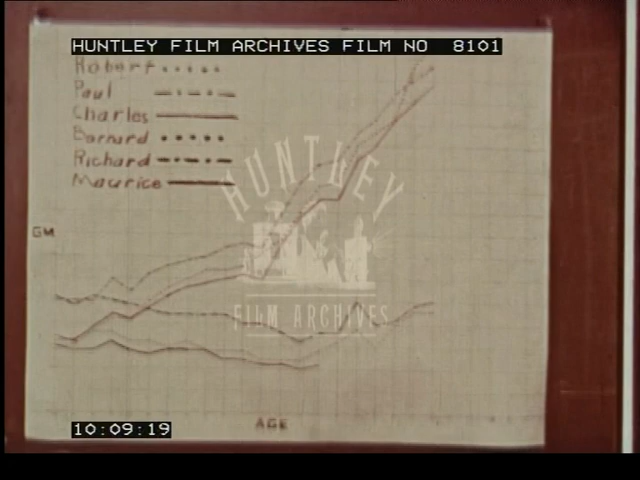 HUNTLEY FILM ARCHIVES FILM NO 8101
Robert
Paul
Charles
Bernard
Richard
Maurice
HUNTLEY
GM
FILM ARCHIVES
AGE
10:09:19